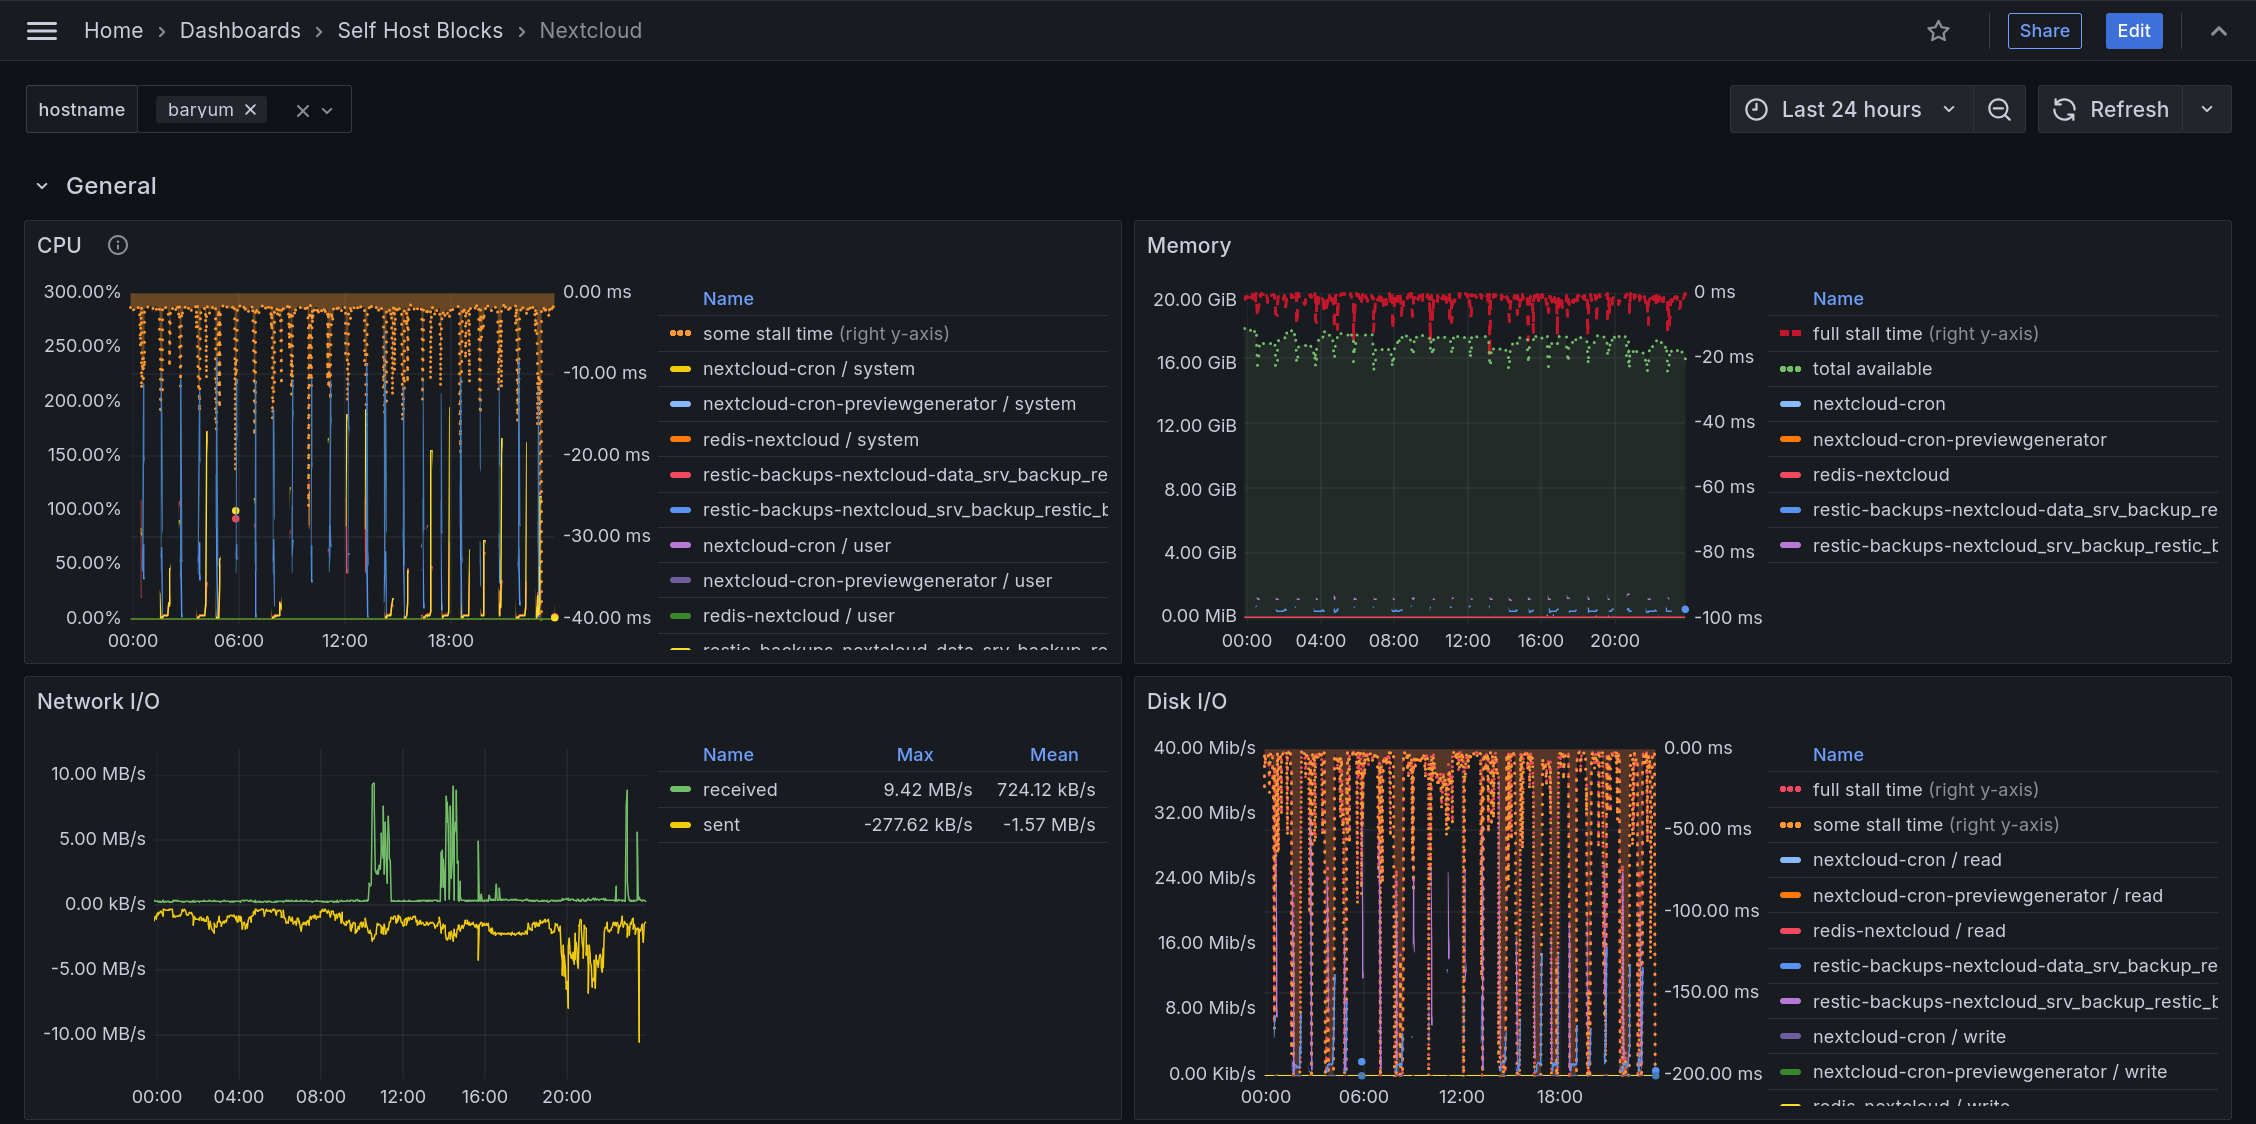 Home › Dashboards › Self Host Blocks › Nextcloud
Share
Edit
hostname
baryum
Last 24 hours
Refresh
General
CPU
300.00%
250.00%
200.00%
150.00%
100.00%
50.00%
0.00%
0.00 ms
-10.00 ms
-20.00 ms
-30.00 ms
-40.00 ms
00:00 06:00 12:00 18:00
Name
some stall time (right y-axis)
nextcloud-cron / system
nextcloud-cron-previewgenerator / system
redis-nextcloud / system
restic-backups-nextcloud-data_srv_backup_re
restic-backups-nextcloud_srv_backup_restic_b
nextcloud-cron / user
nextcloud-cron-previewgenerator / user
redis-nextcloud / user
restic-backups-nextcloud-data_srv_backup_re
Memory
20.00 GiB
16.00 GiB
12.00 GiB
8.00 GiB
4.00 GiB
0.00 MiB
0 ms
-20 ms
-40 ms
-60 ms
-80 ms
-100 ms
00:00 04:00 08:00 12:00 16:00 20:00
Name
full stall time (right y-axis)
total available
nextcloud-cron
nextcloud-cron-previewgenerator
redis-nextcloud
restic-backups-nextcloud-data_srv_backup_re
restic-backups-nextcloud_srv_backup_restic_b
Network I/O
10.00 MB/s
5.00 MB/s
0.00 kB/s
-5.00 MB/s
-10.00 MB/s
00:00 04:00 08:00 12:00 16:00 20:00
Name Max Mean
received 9.42 MB/s 724.12 kB/s
sent -277.62 kB/s -1.57 MB/s
Disk I/O
40.00 Mib/s
32.00 Mib/s
24.00 Mib/s
16.00 Mib/s
8.00 Mib/s
0.00 Kib/s
0.00 ms
-50.00 ms
-100.00 ms
-150.00 ms
-200.00 ms
00:00 06:00 12:00 18:00
Name
full stall time (right y-axis)
some stall time (right y-axis)
nextcloud-cron / read
nextcloud-cron-previewgenerator / read
redis-nextcloud / read
restic-backups-nextcloud-data_srv_backup_re
restic-backups-nextcloud_srv_backup_restic_b
nextcloud-cron / write
nextcloud-cron-previewgenerator / write
redis-nextcloud / write